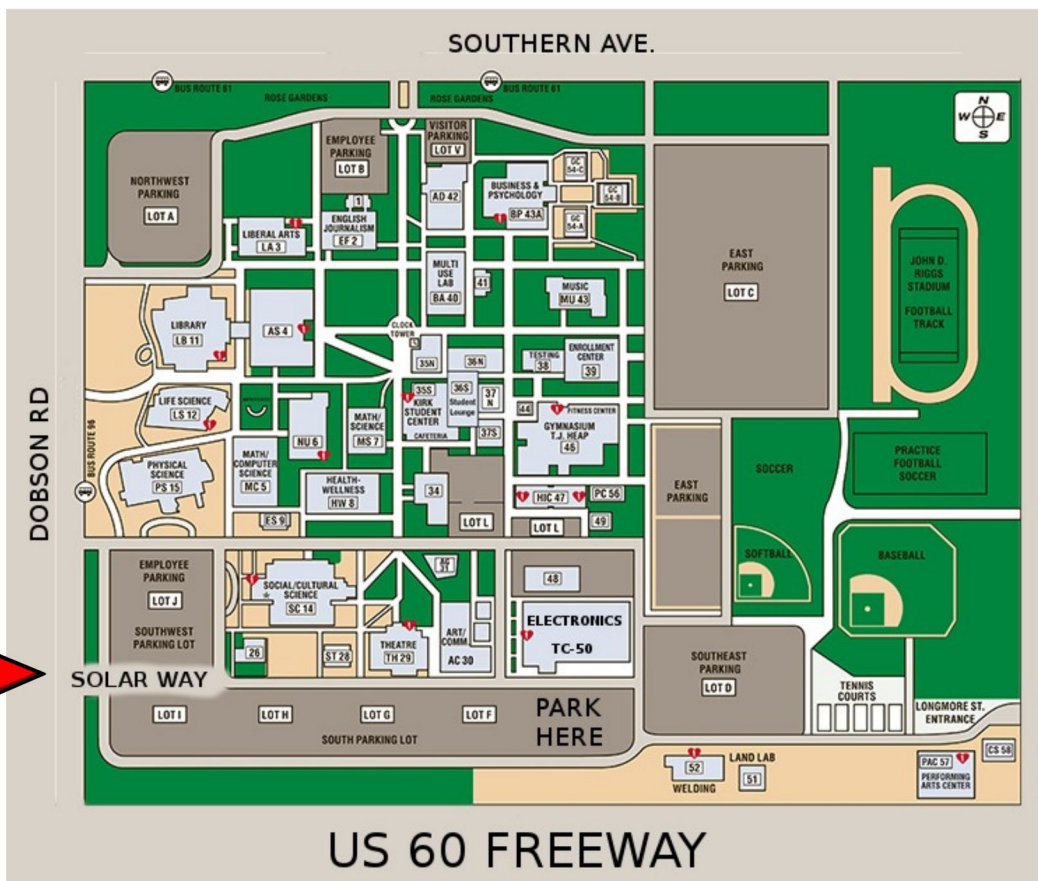 SOUTHERN AVE.
BUS ROUTE 61
BUS ROUTE 61
ROSE GARDENS
ROSE GARDENS
N
W E
S
NORTHWEST
PARKING
LOT A
EMPLOYEE
PARKING
LOT B
VISITOR
PARKING
LOT V
1
ENGLISH
JOURNALISM
EF 2
LIBERAL ARTS
LA 3
AD 42
BUSINESS &
PSYCHOLOGY
BP 43A
GC
54-C
GC
54-B
GC
54-A
EAST
PARKING
LOT C
JOHN D.
RIGGS
STADIUM
FOOTBALL
TRACK
MULTI
USE
LAB
BA 40
41
MUSIC
MU 43
LIBRARY
LB 11
AS 4
CLOCK
TOWER
35N
36N
TESTING
38
ENROLLMENT
CENTER
39
DOBSON RD
BUS ROUTE 96
LIFE SCIENCE
LS 12
NU 6
MATH/
SCIENCE
MS 7
35S
KIRK
STUDENT
CENTER
CAFETERIA
36S
Student
Lounge
37
N
37S
44
FITNESS CENTER
GYMNASIUM
T.J. HEAP
46
PHYSICAL
SCIENCE
PS 15
MATH/
COMPUTER
SCIENCE
MC 5
HEALTH-
WELLNESS
HW 8
ES 9
34
LOT L
HIC 47
LOT L
PC 56
49
EAST
PARKING
SOCCER
PRACTICE
FOOTBALL
SOCCER
SOFTBALL
BASEBALL
EMPLOYEE
PARKING
LOT J
SOUTHWEST
PARKING LOT
SOCIAL/CULTURAL
SCIENCE
SC 14
26
ST 28
THEATRE
TH 29
AC
31
ART/
COMM.
AC 30
48
ELECTRONICS
TC-50
SOUTHEAST
PARKING
LOT D
TENNIS
COURTS
LONGMORE ST.
ENTRANCE
SOLAR WAY
LOT I
LOT H
LOT G
LOT F
SOUTH PARKING LOT
PARK
HERE
52
WELDING
LAND LAB
51
PAC 57
PERFORMING
ARTS CENTER
CS 58
US 60 FREEWAY